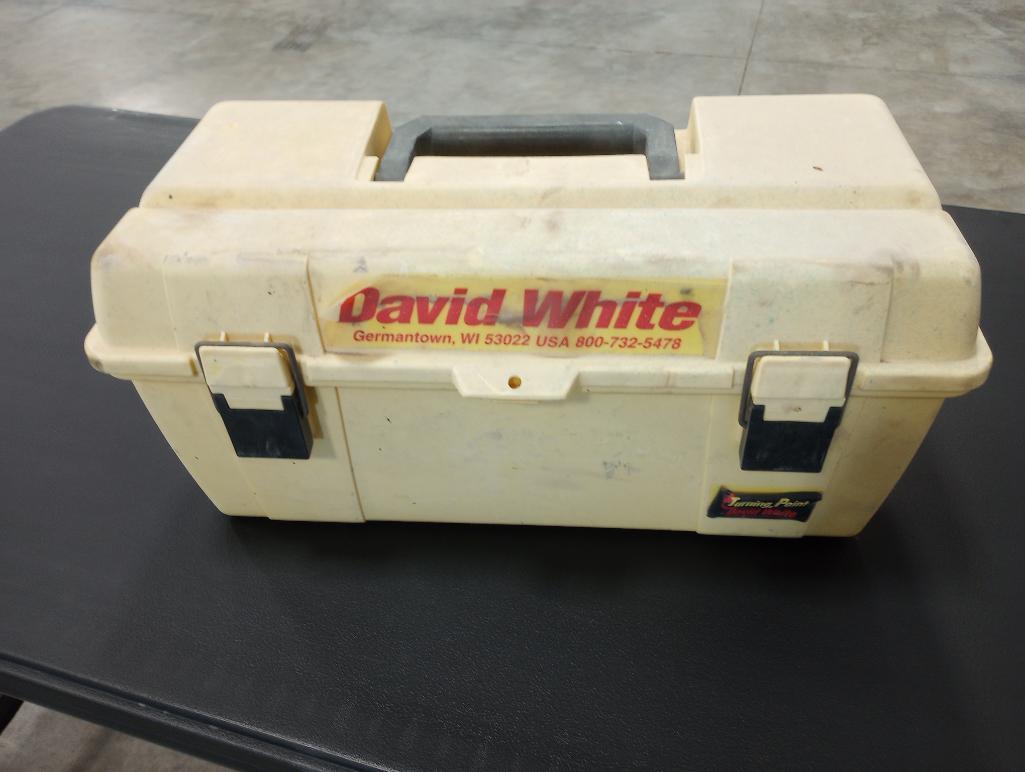 David White
Germantown, WI 53022 USA 800-732-5478
Turning Point
David White